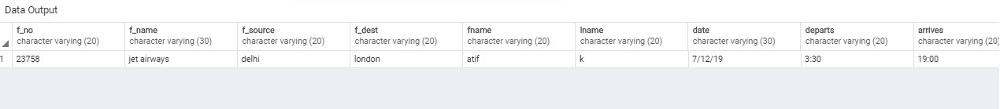 Data Output
f_no f_name f_source f_dest fname lname date departs arrives
character varying (20) character varying (30) character varying (20) character varying (20) character varying (20) character varying (20) character varying (30) character varying (20) character varying (20)
1 23758 jet airways delhi london atif k 7/12/19 3:30 19:00